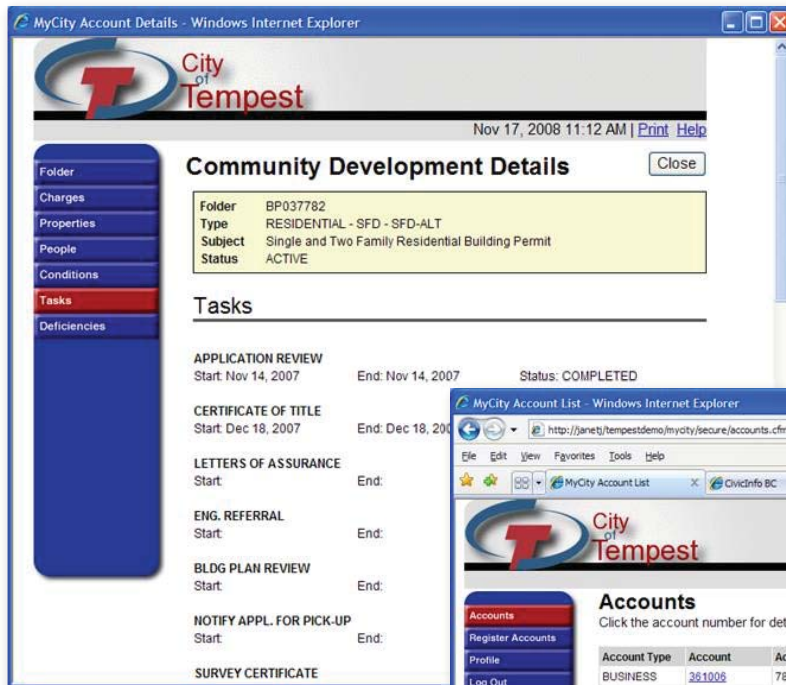 MyCity Account Details - Windows Internet Explorer
City
of
Tempest
Nov 17, 2008 11:12 AM | Print Help
Folder
Charges
Properties
People
Conditions
Tasks
Deficiencies
Community Development Details
Close
Folder BP037782
Type RESIDENTIAL - SFD - SFD-ALT
Subject Single and Two Family Residential Building Permit
Status ACTIVE
Tasks
APPLICATION REVIEW
Start: Nov 14, 2007 End: Nov 14, 2007 Status: COMPLETED
CERTIFICATE OF TITLE
Start: Dec 18, 2007 End: Dec 18, 200
LETTERS OF ASSURANCE
Start: End:
ENG. REFERRAL
Start: End:
BLDG PLAN REVIEW
Start: End:
NOTIFY APPL. FOR PICK-UP
Start: End:
SURVEY CERTIFICATE
MyCity Account List - Windows Internet Explorer
http://janetj/tempestdemo/mycity/secure/accounts.cfm
File Edit View Favorites Tools Help
MyCity Account List X CivicInfo BC
City
of
Tempest
Accounts
Register Accounts
Profile
Log Out
Accounts
Click the account number for det
Account Type Account Ac
BUSINESS 361006 78